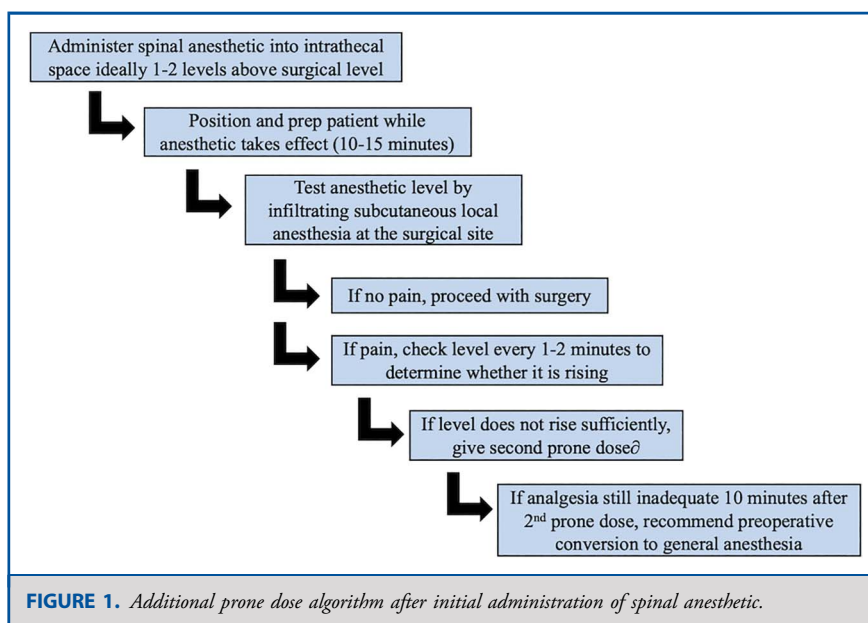 Administer spinal anesthetic into intrathecal
space ideally 1-2 levels above surgical level
Position and prep patient while
anesthetic takes effect (10-15 minutes)
Test anesthetic level by
infiltrating subcutaneous local
anesthesia at the surgical site
If no pain, proceed with surgery
If pain, check level every 1-2 minutes to
determine whether it is rising
If level does not rise sufficiently,
give second prone dose∂
If analgesia still inadequate 10 minutes after
2nd prone dose, recommend preoperative
conversion to general anesthesia
FIGURE 1. Additional prone dose algorithm after initial administration of spinal anesthetic.